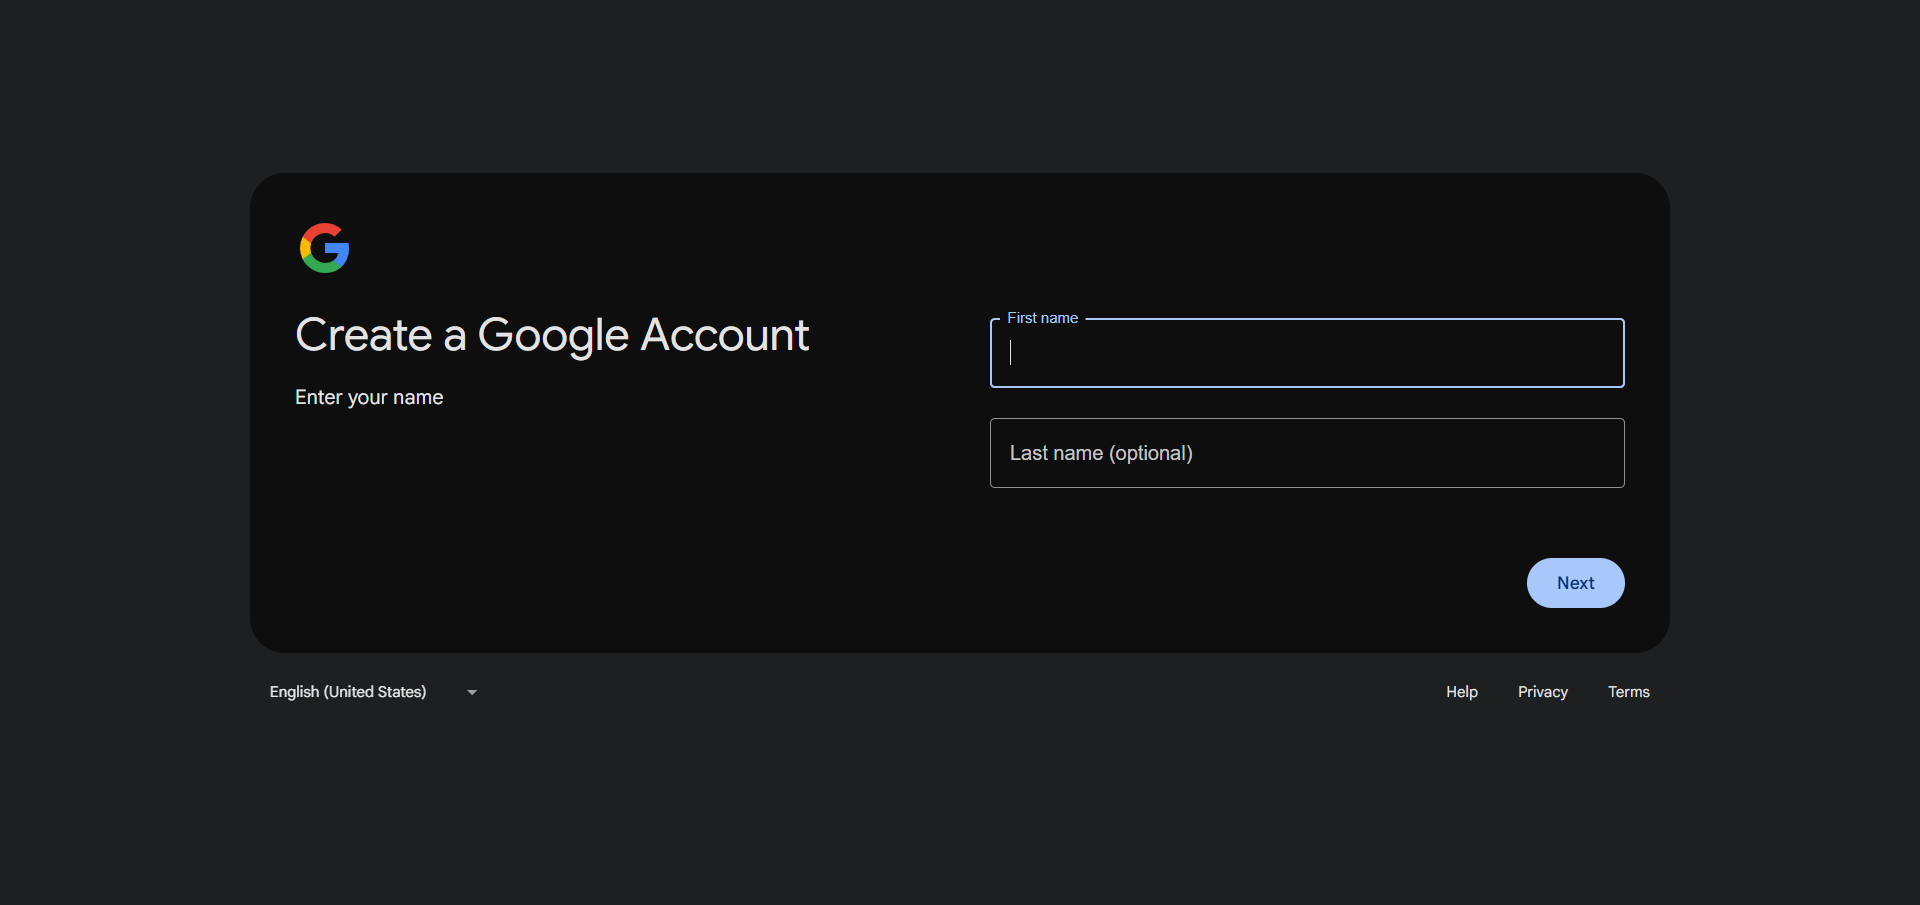 Create a Google Account
Enter your name
First name
Last name (optional)
Next
English (United States)
Help
Privacy
Terms